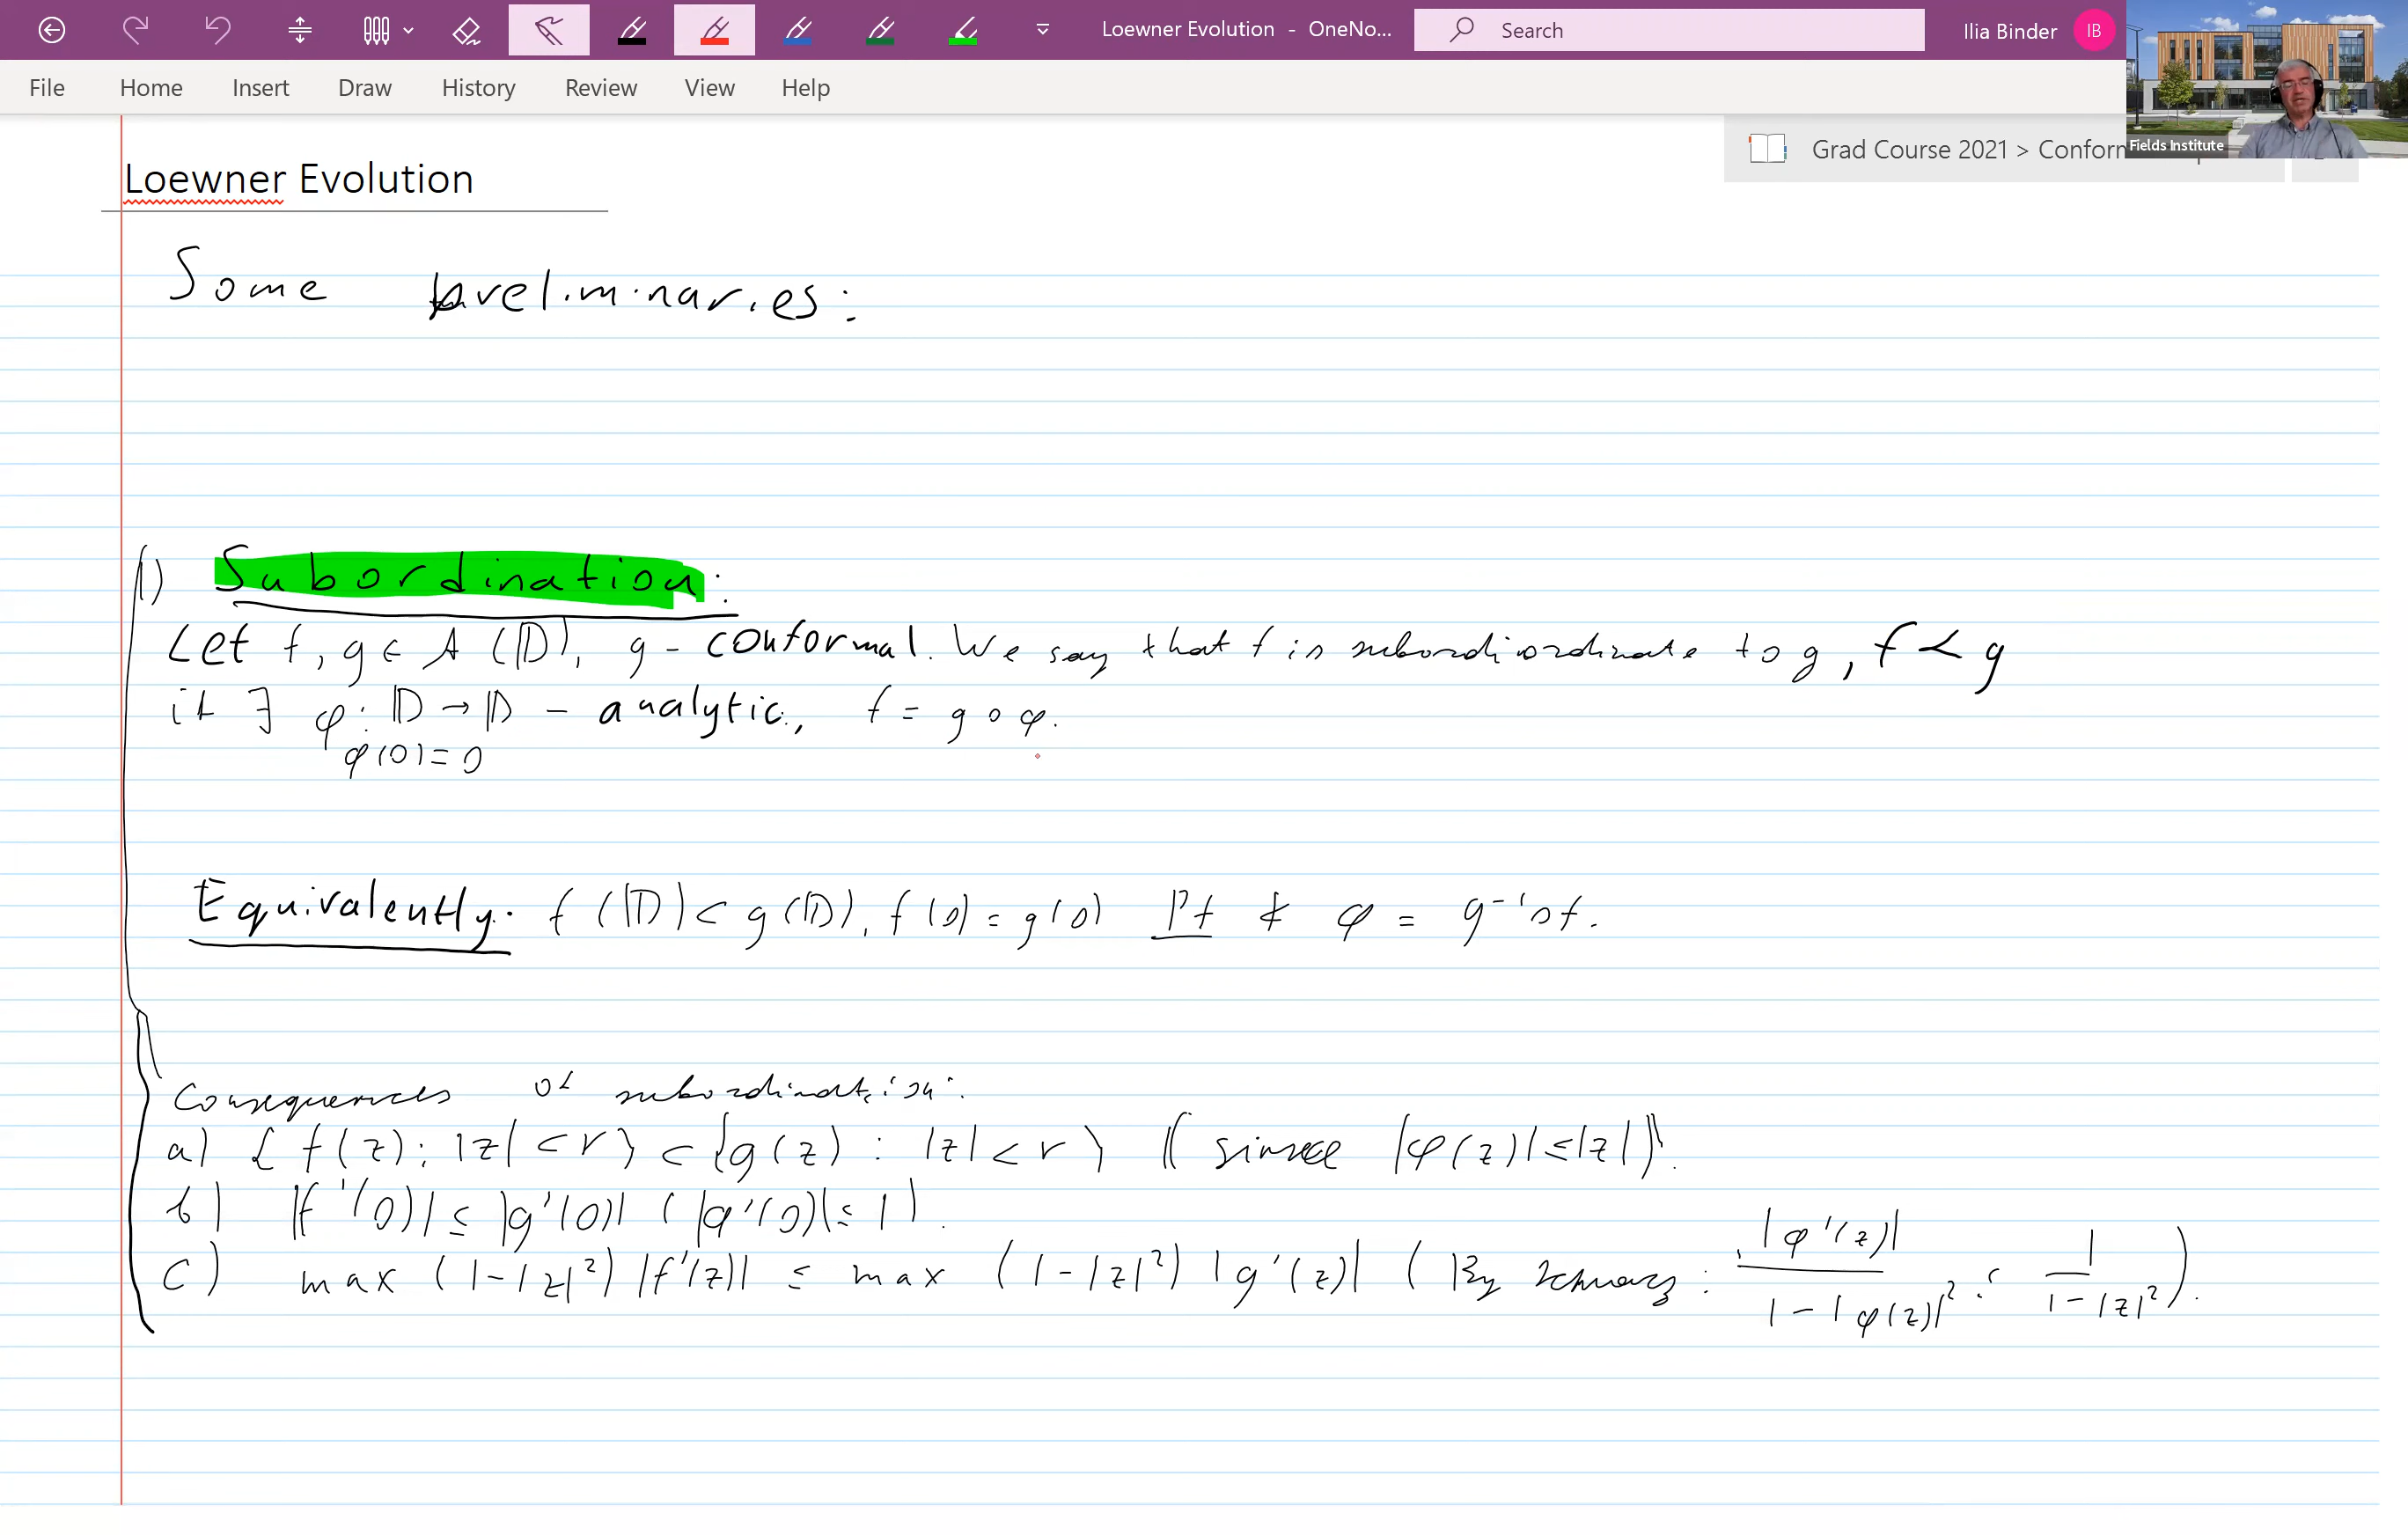 Loewner Evolution - OneNo...
Search
Ilia Binder
IB
File Home Insert Draw History Review View Help
Fields Institute
Grad Course 2021 > Conform
Loewner Evolution
Some preliminaries:
1) Subordination:
Let f, g ∈ A(𝔻), g - conformal. We say that f is subordiordinate to g, f < g
if ∃ φ: 𝔻 → 𝔻 - analytic, f = g ∘ φ.
φ(0) = 0
Equivalently. f(𝔻) ⊂ g(𝔻), f(0) = g(0) Pf φ = g⁻¹∘f.
Consequences of subordination:
a) {f(z): |z| < r} ⊂ {g(z): |z| < r} (since |φ(z)| ≤ |z|).
b) |f'(0)| ≤ |g'(0)| (|φ'(0)| ≤ 1).
c) max (1-|z|²) |f'(z)| ≤ max (1-|z|²) |g'(z)| (By Schwarz: |φ'(z)| / (1-|φ(z)|²) ≤ 1 / (1-|z|²)).